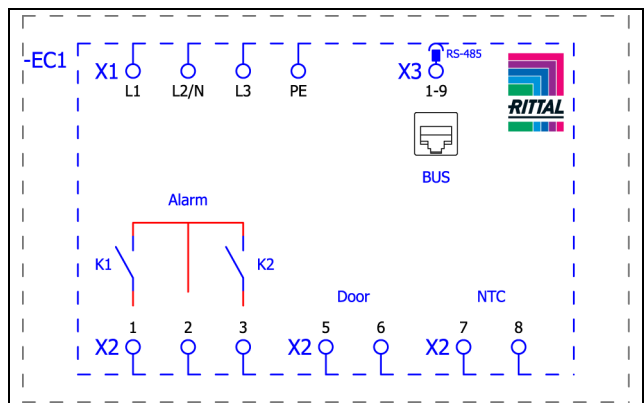 -EC1
X1
L1
L2/N
L3
PE
X3
RS-485
1-9
RITTAL
BUS
Alarm
K1
K2
Door
NTC
X2
1
2
3
X2
5
6
X2
7
8